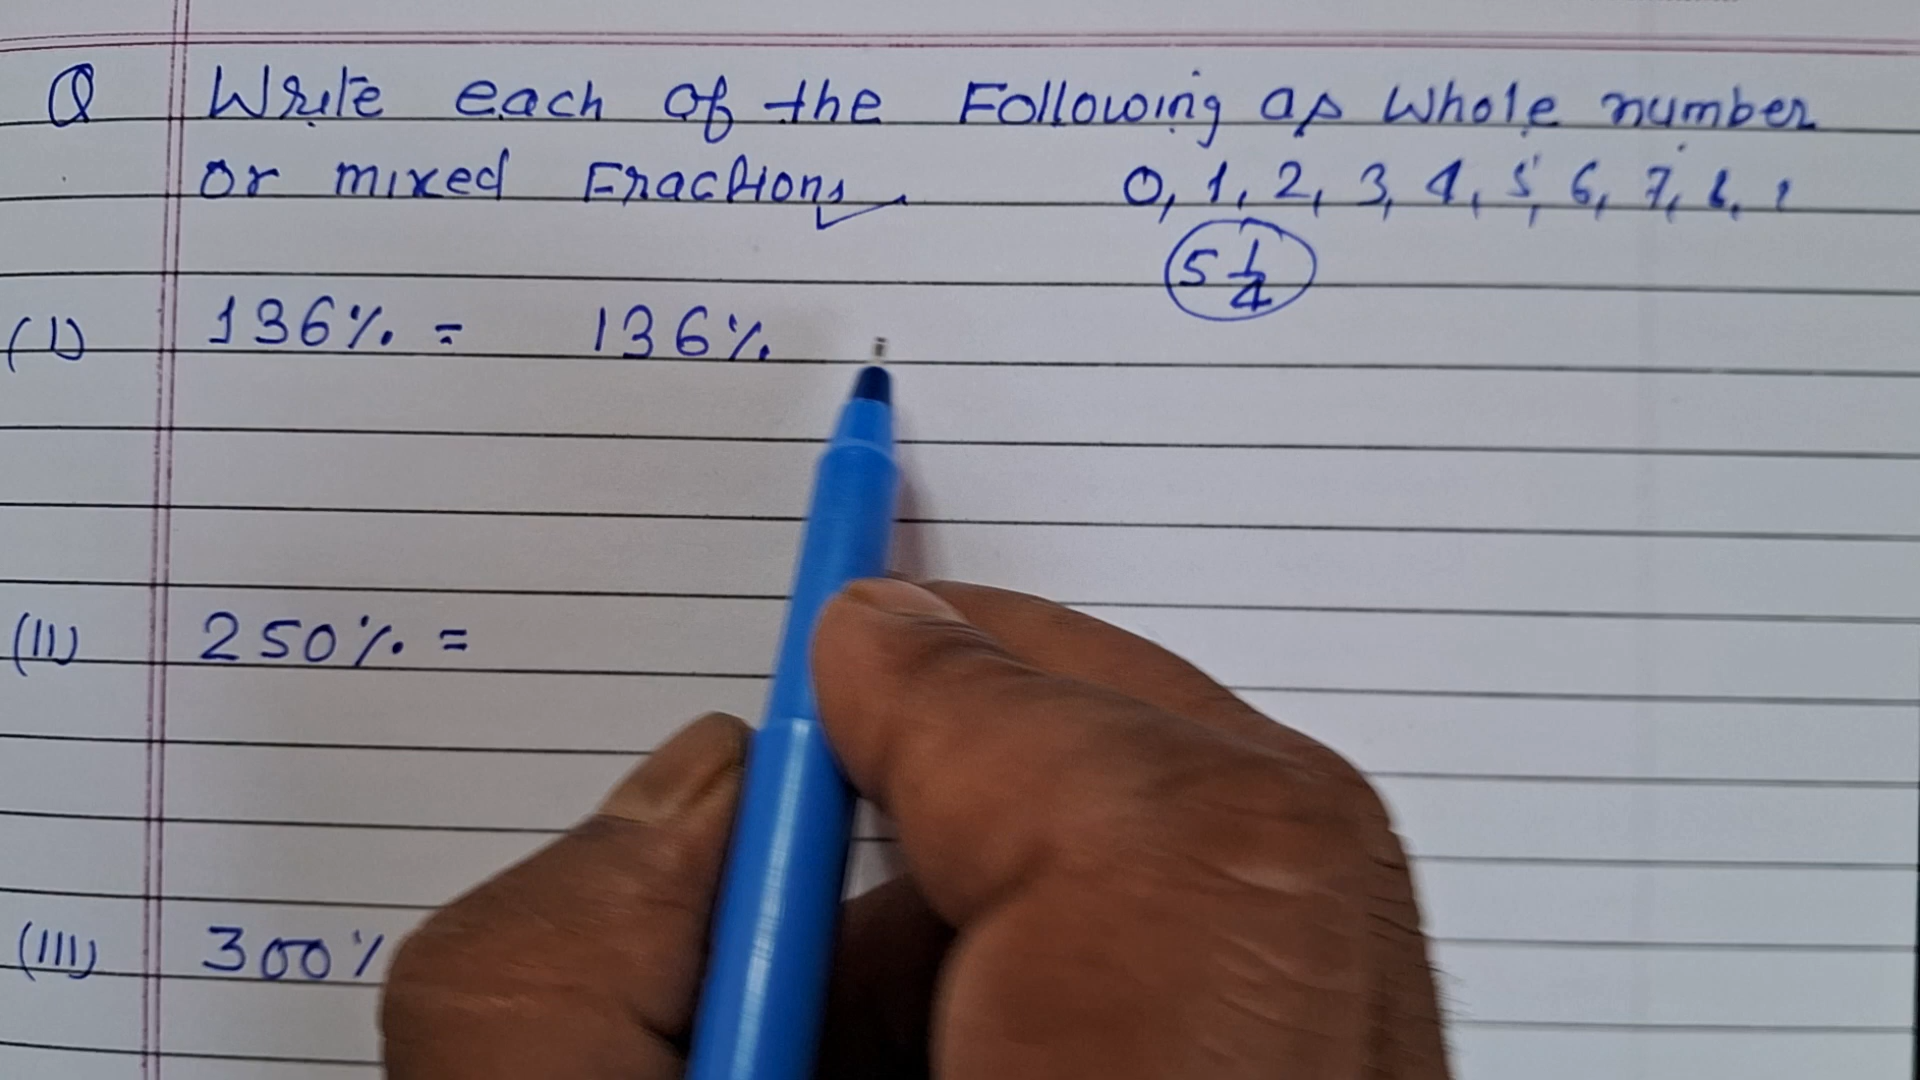 Q Write each of the Following as Whole number
or mixed Fractions 0, 1, 2, 3, 4, 5, 6, 7, 8,
5 1/4
(I) 136% = 136%
(II) 250% =
(III) 300%